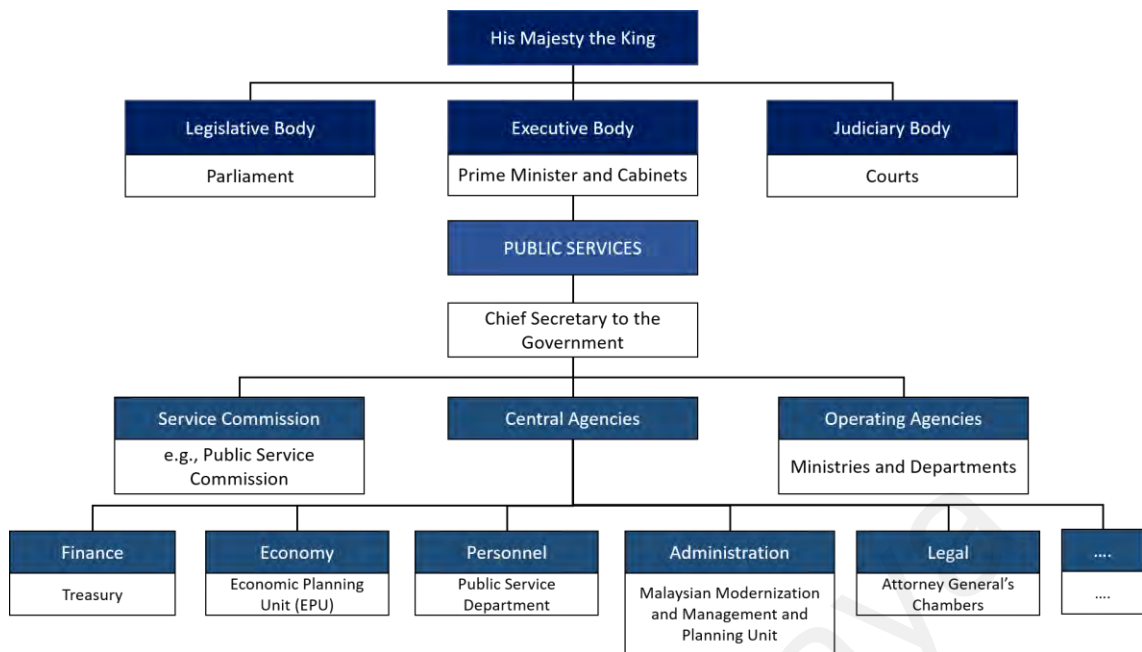 His Majesty the King
Legislative Body
Parliament
Executive Body
Prime Minister and Cabinets
Judiciary Body
Courts
PUBLIC SERVICES
Chief Secretary to the
Government
Service Commission
e.g., Public Service
Commission
Central Agencies
Operating Agencies
Ministries and Departments
Finance
Treasury
Economy
Economic Planning
Unit (EPU)
Personnel
Public Service
Department
Administration
Malaysian Modernization
and Management and
Planning Unit
Legal
Attorney General’s
Chambers
....
....